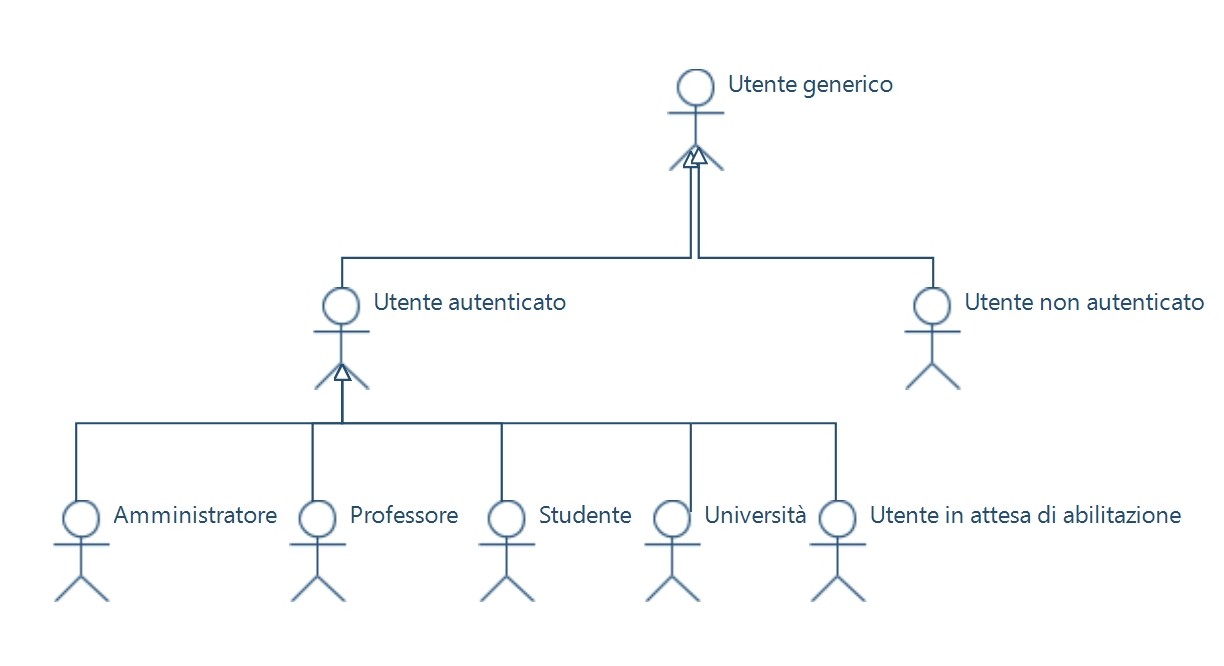 Utente generico
Utente autenticato
Utente non autenticato
Amministratore
Professore
Studente
Università
Utente in attesa di abilitazione